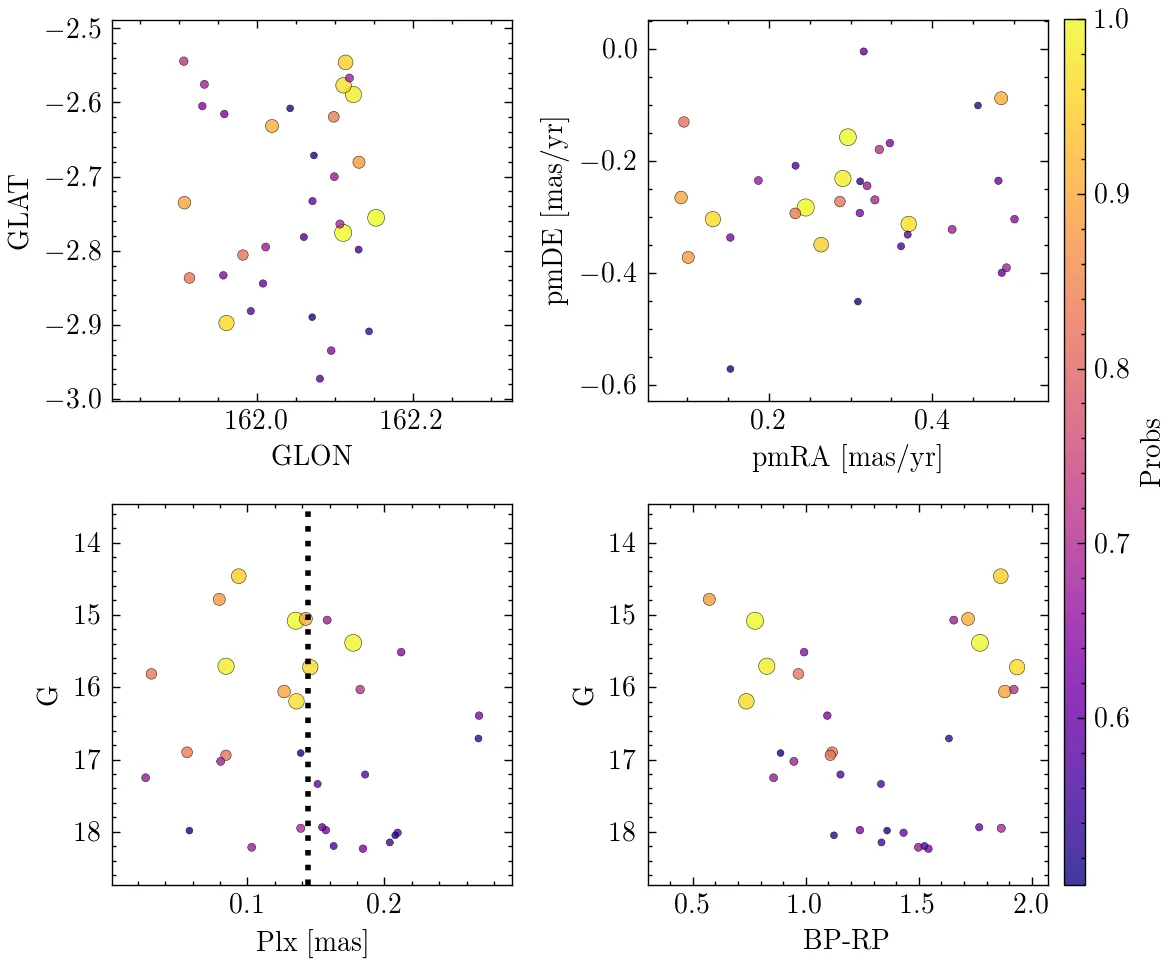 −2.5
−2.6
−2.7
−2.8
−2.9
−3.0
GLAT
162.0 162.2
GLON
0.0
−0.2
−0.4
−0.6
pmDE [mas/yr]
0.2 0.4
pmRA [mas/yr]
1.0
0.9
0.8
0.7
0.6
Probs
14
15
16
17
18
G
0.1 0.2
Plx [mas]
14
15
16
17
18
G
0.5 1.0 1.5 2.0
BP-RP